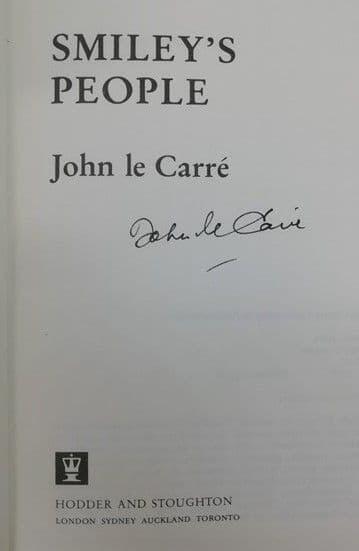 SMILEY'S
PEOPLE
John le Carré
John le Carré
HODDER AND STOUGHTON
LONDON SYDNEY AUCKLAND TORONTO